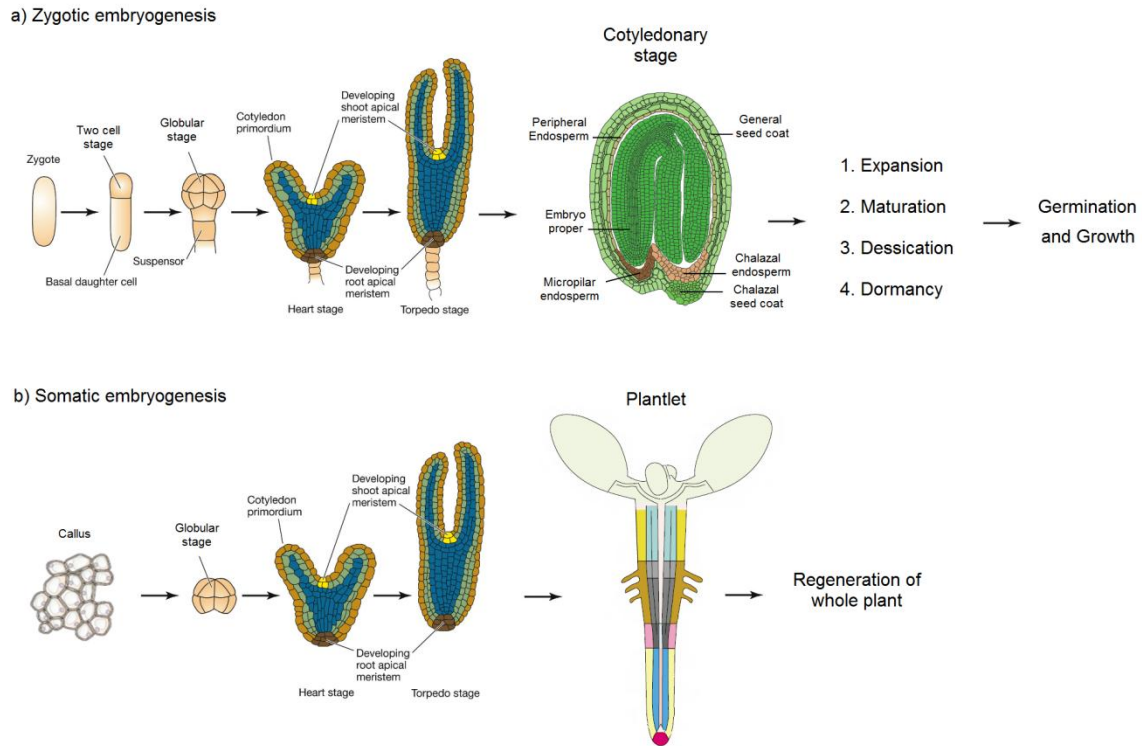 a) Zygotic embryogenesis
Zygote
Two cell
stage
Basal daughter cell
Globular
stage
Suspensor
Cotyledon
primordium
Developing
shoot apical
meristem
Developing
root apical
meristem
Heart stage
Torpedo stage
Cotyledonary
stage
Peripheral
Endosperm
General
seed coat
Embryo
proper
Micropilar
endosperm
Chalazal
endosperm
Chalazal
seed coat
1. Expansion
2. Maturation
3. Dessication
4. Dormancy
Germination
and Growth
b) Somatic embryogenesis
Callus
Globular
stage
Cotyledon
primordium
Developing
shoot apical
meristem
Developing
root apical
meristem
Heart stage
Torpedo stage
Plantlet
Regeneration of
whole plant